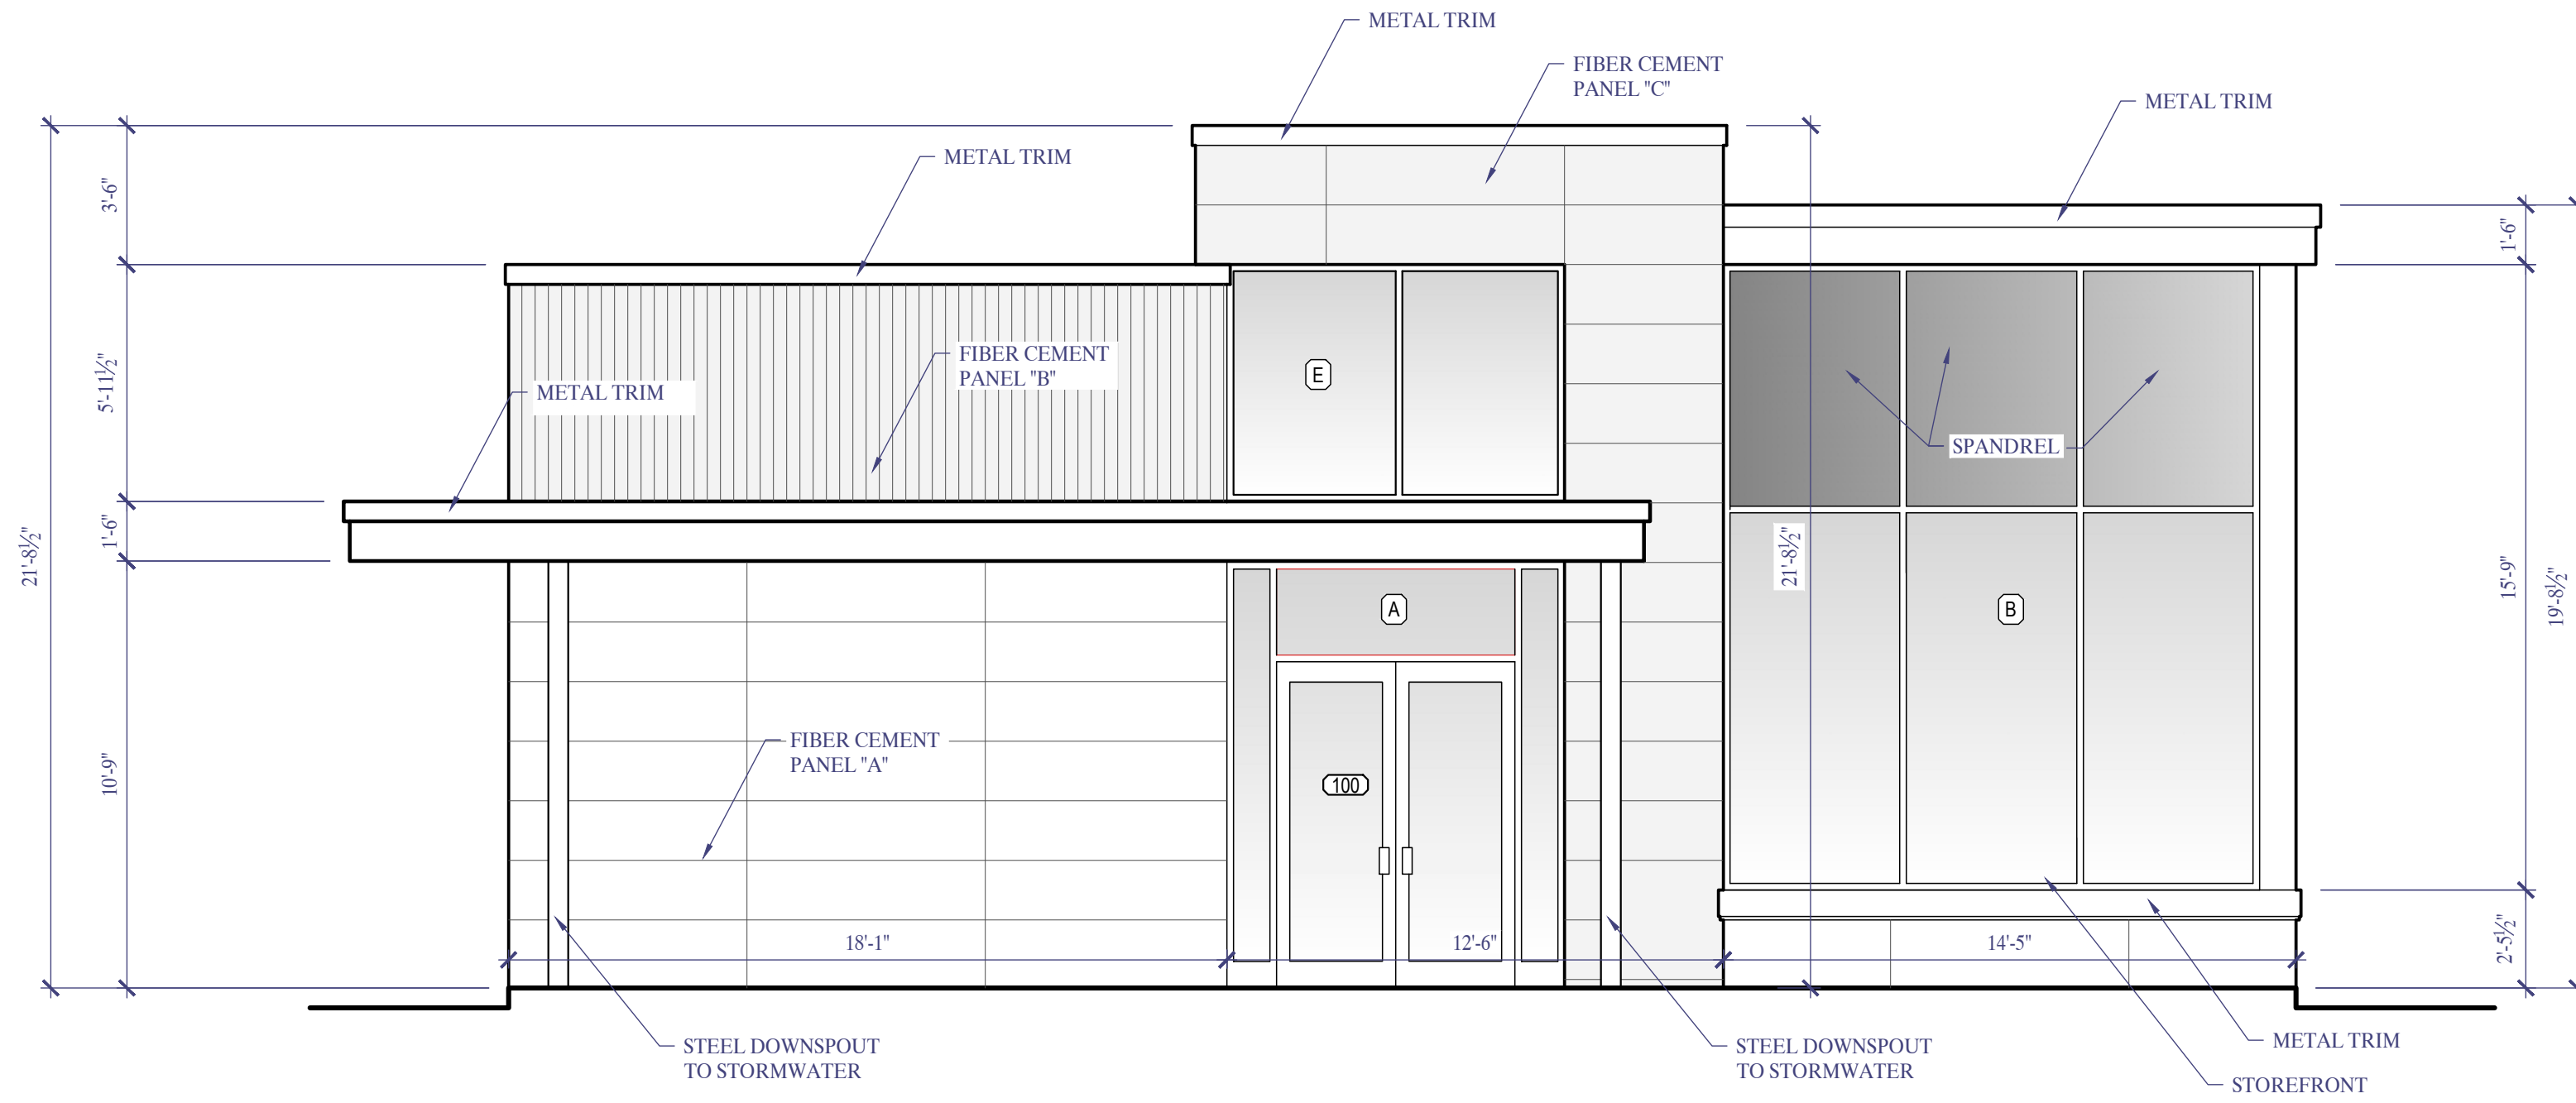 METAL TRIM
FIBER CEMENT
PANEL "C"
METAL TRIM
METAL TRIM
3'-6"
1'-6"
FIBER CEMENT
PANEL "B"
METAL TRIM
E
5'-11½"
SPANDREL
21'-8½"
1'-6"
21'-8½"
15'-9"
19'-8½"
A
B
FIBER CEMENT
PANEL "A"
10'-9"
100
18'-1"
12'-6"
14'-5"
2'-5½"
STEEL DOWNSPOUT
TO STORMWATER
STEEL DOWNSPOUT
TO STORMWATER
METAL TRIM
STOREFRONT